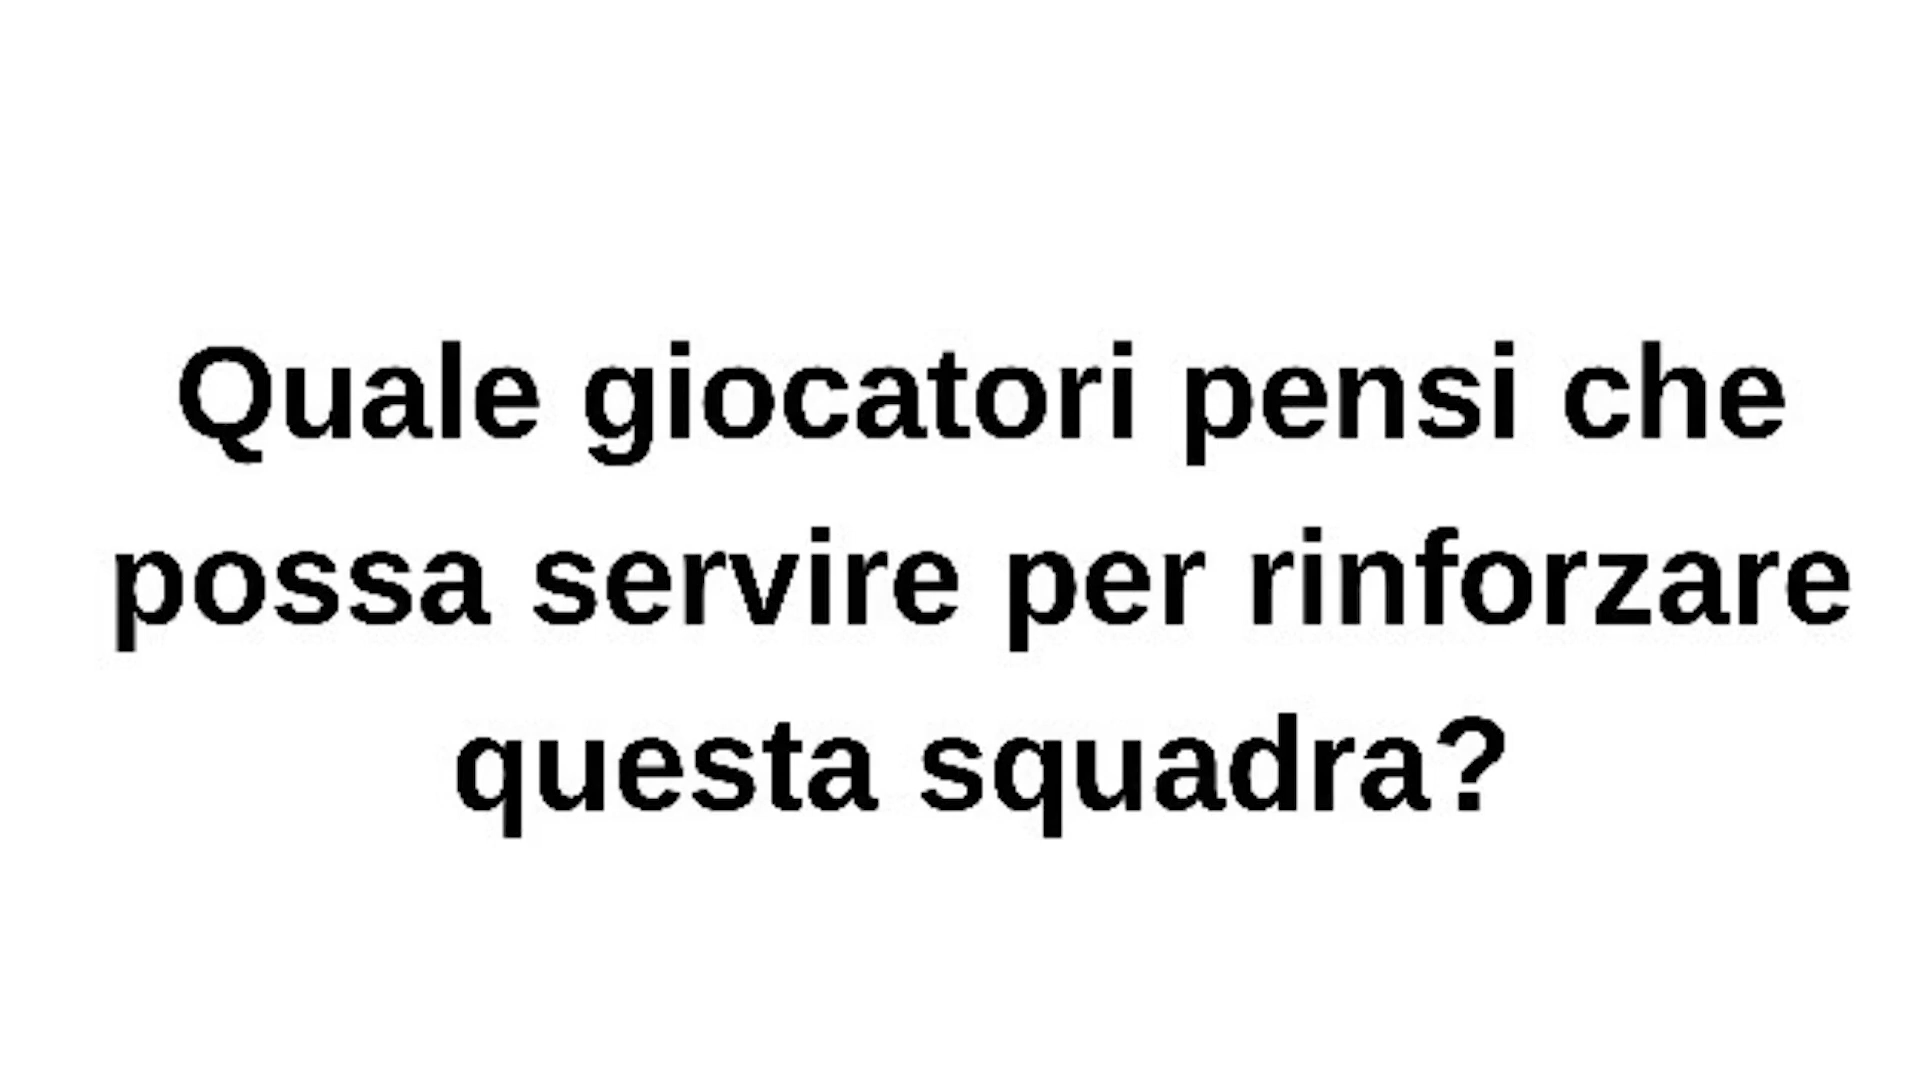 Quale giocatori pensi che
possa servire per rinforzare
questa squadra?